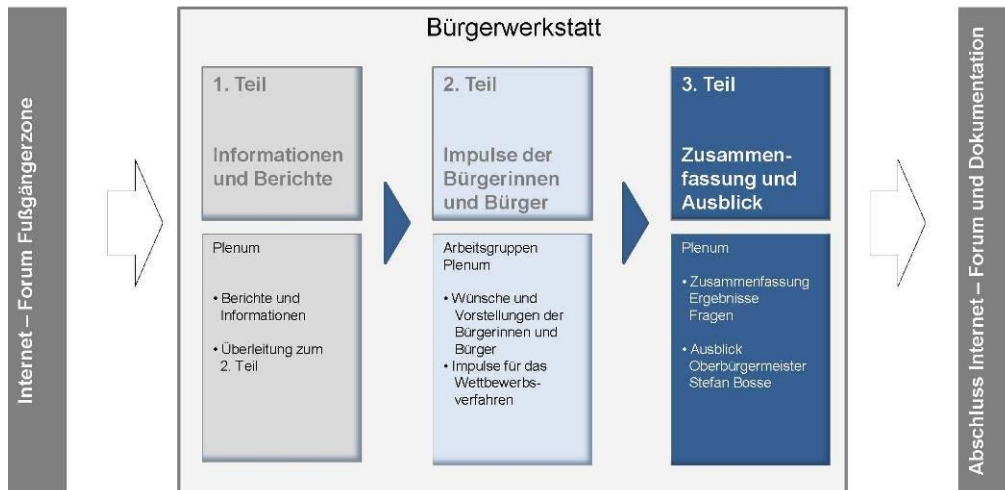 Internet – Forum Fußgängerzone
Bürgerwerkstatt
1. Teil
Informationen
und Berichte
Plenum
• Berichte und
Informationen
• Überleitung zum
2. Teil
2. Teil
Impulse der
Bürgerinnen
und Bürger
Arbeitsgruppen
Plenum
• Wünsche und
Vorstellungen der
Bürgerinnen und
Bürger
• Impulse für das
Wettbewerbs-
verfahren
3. Teil
Zusammen-
fassung und
Ausblick
Plenum
• Zusammenfassung
Ergebnisse
Fragen
• Ausblick
Oberbürgermeister
Stefan Bosse
Abschluss Internet – Forum und Dokumentation